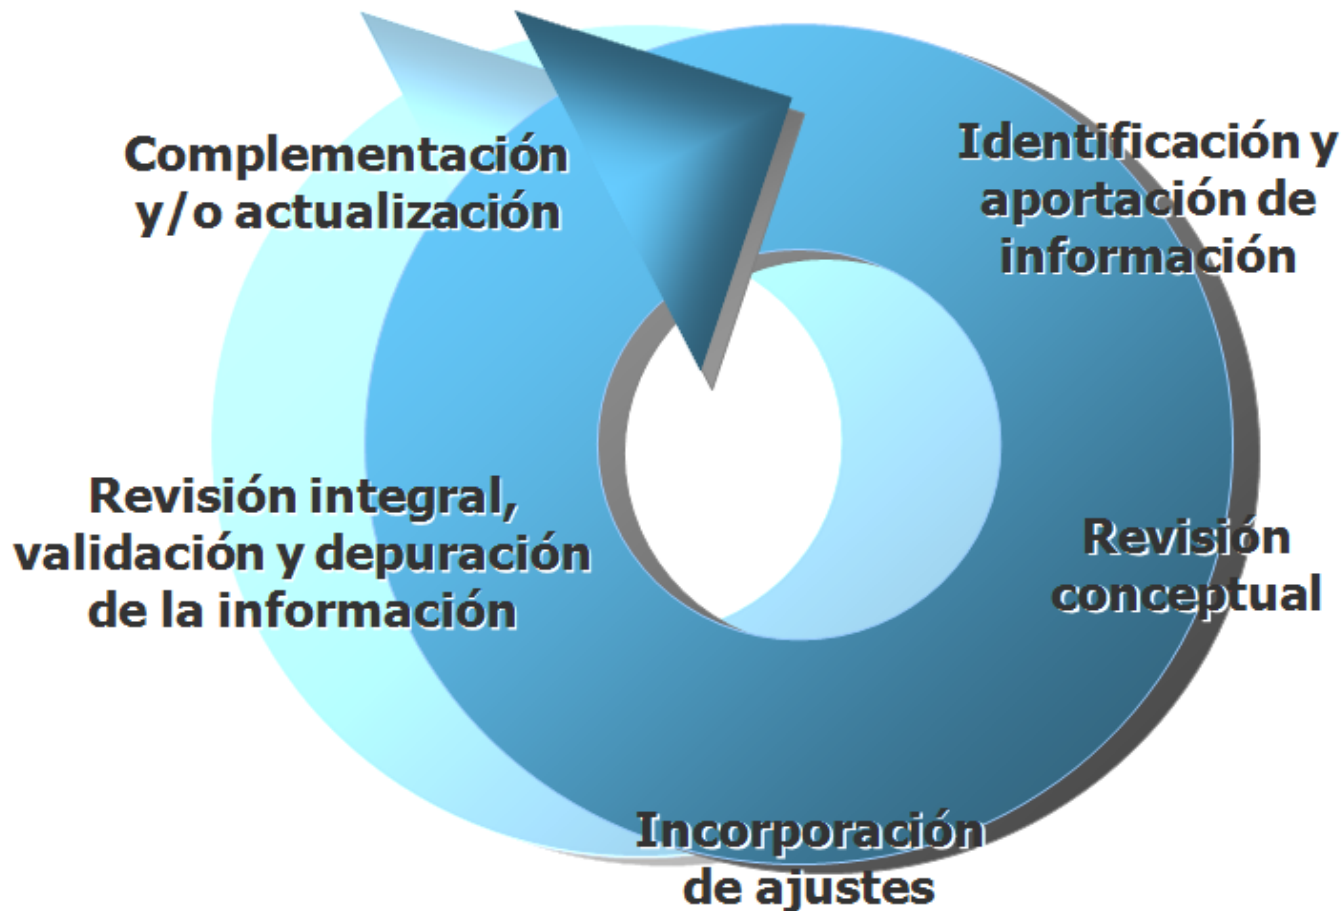 Complementación
y/o actualización
Identificación y
aportación de
información
Revisión integral,
validación y depuración
de la información
Revisión
conceptual
Incorporación
de ajustes